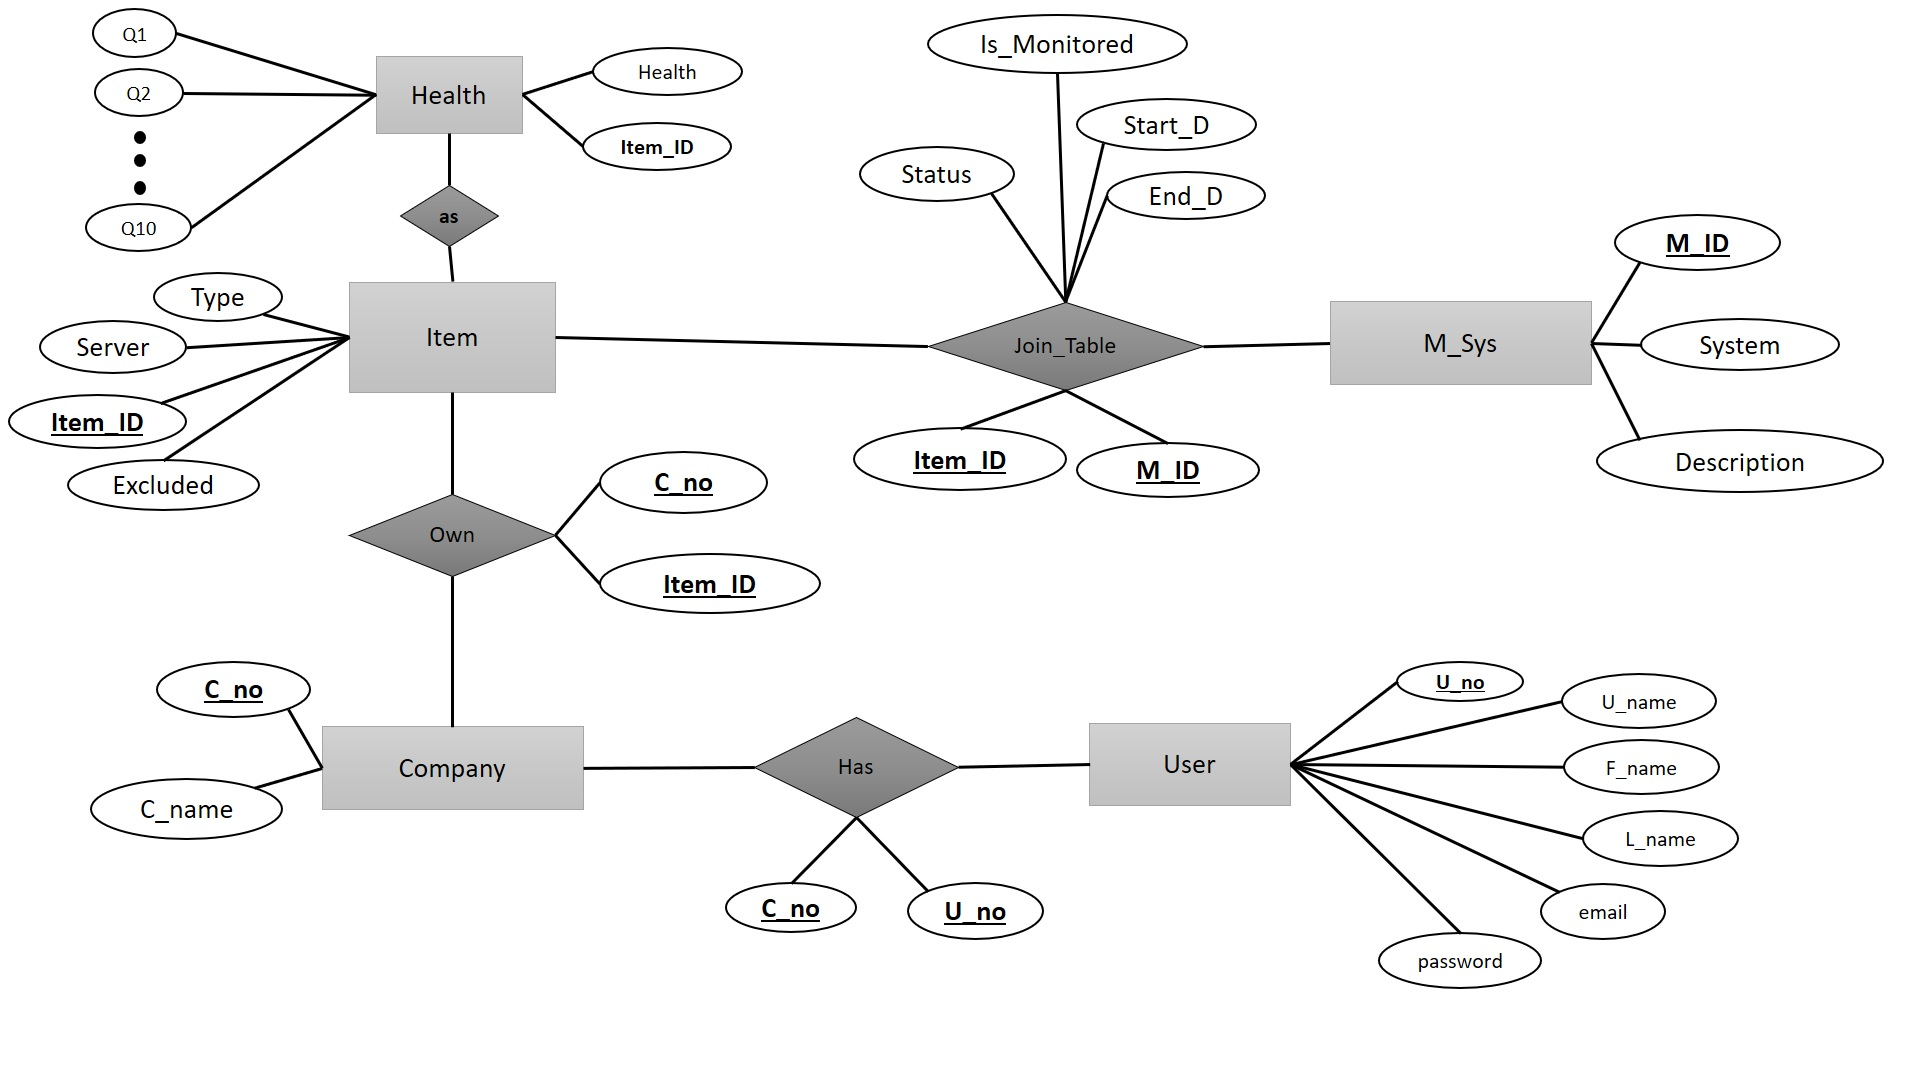 Q1
Q2
Q10
Health
Health
Item_ID
as
Type
Server
Item_ID
Excluded
Item
Is_Monitored
Start_D
Status
End_D
Join_Table
Item_ID
M_ID
M_Sys
M_ID
System
Description
Own
C_no
Item_ID
C_no
C_name
Company
Has
C_no
U_no
User
U_no
U_name
F_name
L_name
email
password